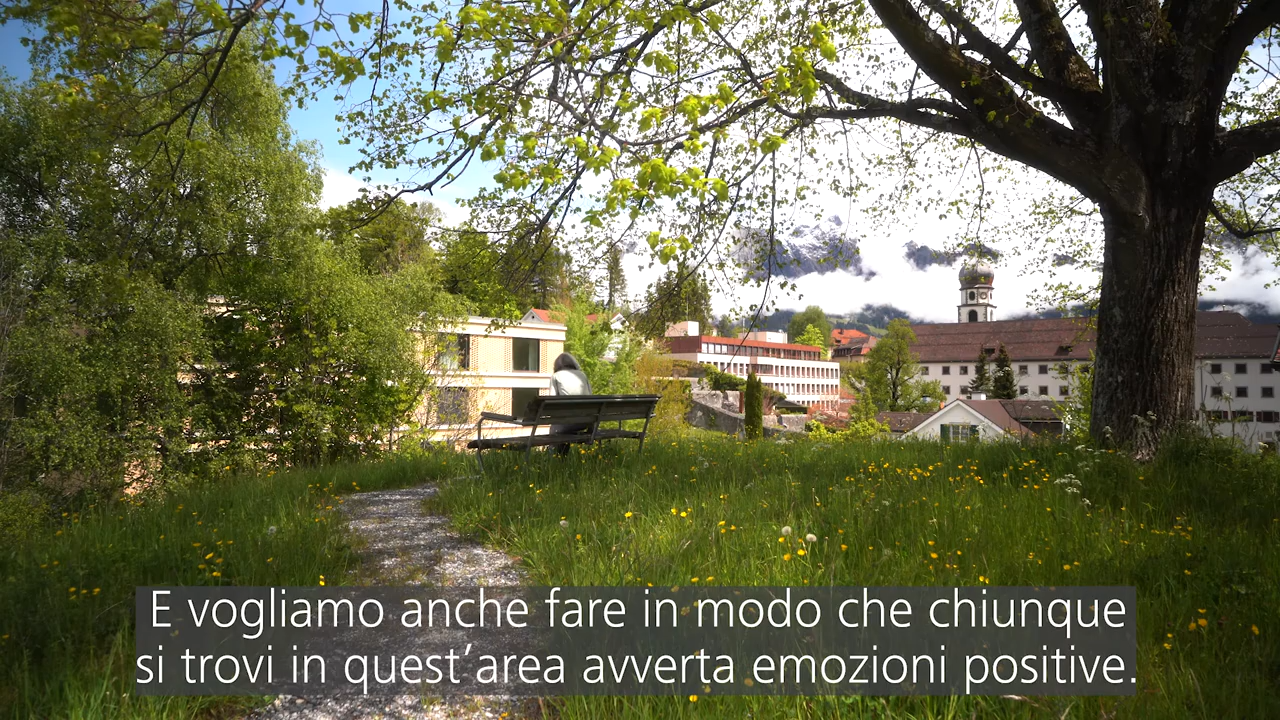 E vogliamo anche fare in modo che chiunque
si trovi in quest’area avverta emozioni positive.